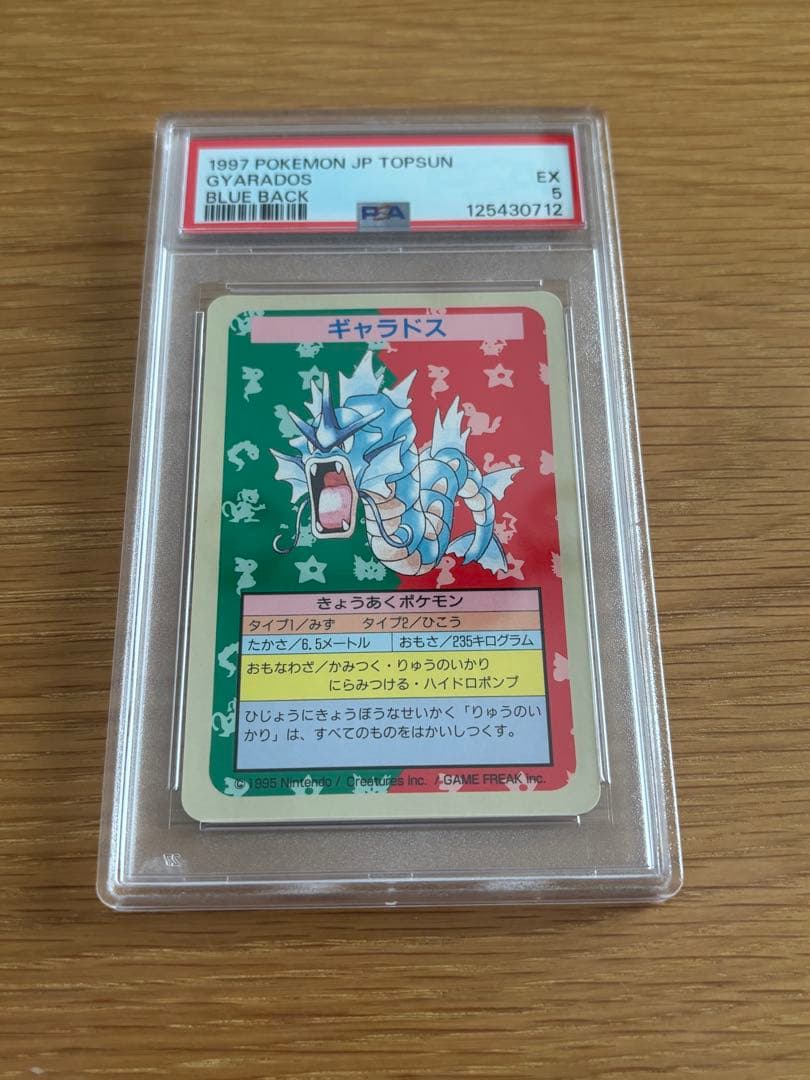 1997 POKEMON JP TOPSUN
GYARADOS
EX
BLUE BACK
5
PSA
125430712
ギャラドス
きょうあくポケモン
タイプ1/みず タイプ2/ひこう
たかさ/6.5メートル おもさ/235キログラム
おもなわざ/かみつく・りゅうのいかり
にらみつける・ハイドロポンプ
ひじょうにきょうぼうなせいかく「りゅうのい
かり」は、すべてのものをはかいしつくす。
©1995 Nintendo / Creatures inc. / GAME FREAK inc.